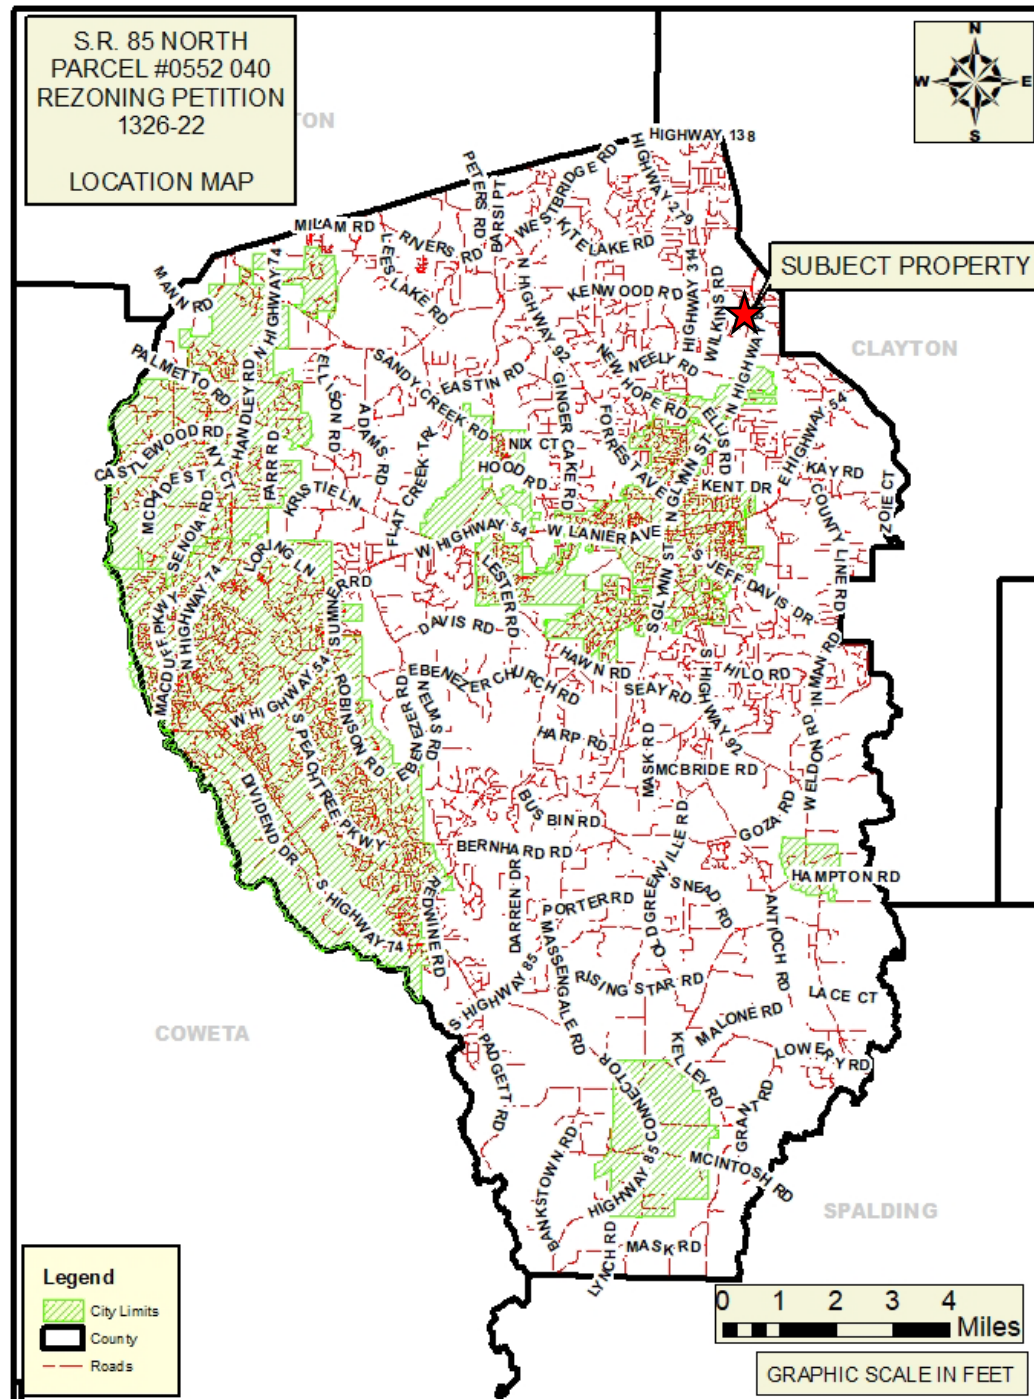 S.R. 85 NORTH
PARCEL #0552 040
REZONING PETITION
1326-22
LOCATION MAP
TON
N
W
E
S
HIGHWAY 138
PETERS RD
BARSI PT
WESTBRIDGE RD
HIGHWAY 279
MILAM RD
RIVERS RD
KITE LAKE RD
LEES LAKE RD
SUBJECT PROPERTY
MANN RD
N HIGHWAY 74
N HIGHWAY 92
KENWOOD RD
HIGHWAY 314
WILKINS RD
N HIGHWAY 8
CLAYTON
PALMETTO RD
HANDLEY RD
ELLISON RD
SANDY CREEK RD
EASTIN RD
NEELY RD
NEW HOPE RD
ADAMS RD
GINGER CAKE RD
FORREST AVE
ELLIS RD
E HIGHWAY 54
CASTLEWOOD RD
MCDADE ST
IVY CT
FARR RD
KRISTIE LN
FLAT CREEK TRL
NIX CT
HOOD RD
N GLYNN ST
KENT DR
KAY RD
ZOIE CT
COUNTY LINE RD
SENOIA RD
LORING LN
W HIGHWAY 54
W LANIER AVE
LESTER RD
S JEFF DAVIS DR
MACDUFF PKWY
N HIGHWAY 74
SUMNER RD
DAVIS RD
S GLYNN ST
INMAN RD
W HIGHWAY 54
ROBINSON RD
EBENEZER CHURCH RD
HAWN RD
SEAY RD
HILO RD
S HIGHWAY 92
EBENEZER RD
HELMS RD
S PEACHTREE PKWY
HARP RD
MASK RD
MCBRIDE RD
WELDON RD
DIVIDEND DR
BUSBIN RD
GOZA RD
BERNHARD RD
OLD GREENVILLE RD
HAMPTON RD
S HIGHWAY 74
REDWINE RD
DARREN DR
PORTER RD
SNEAD RD
ANTIOCH RD
MASSENGALE RD
RISING STAR RD
LACE CT
S HIGHWAY 85
MALONE RD
COWETA
PADGETT RD
KELLEY RD
LOWERY RD
GRANT RD
HIGHWAY 85 CONNECTOR
BANKSTOWN RD
MCINTOSH RD
SPALDING
LYNCH RD
MASK RD
Legend
City Limits
County
Roads
0 1 2 3 4
Miles
GRAPHIC SCALE IN FEET